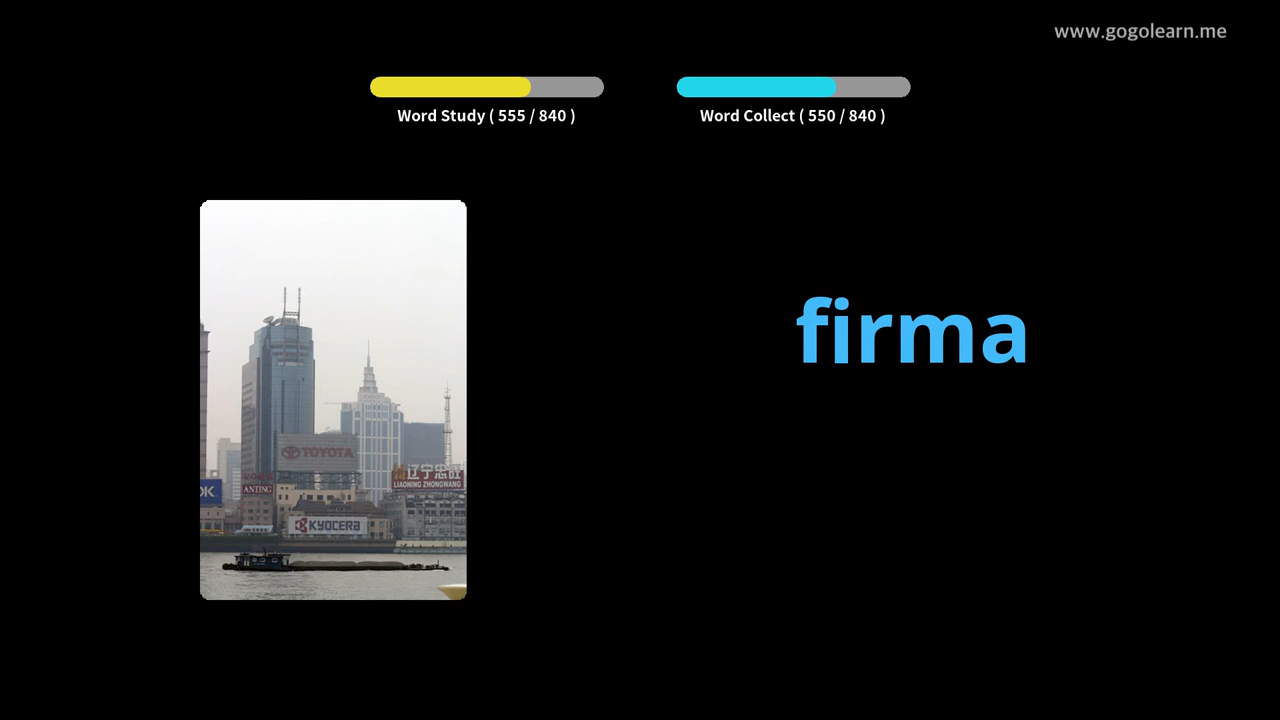 www.gogolearn.me
Word Study ( 555 / 840 )
Word Collect ( 550 / 840 )
firma
TOYOTA
辽宁忠旺
LIAONING ZHONGWANG
OK
ANTING
KYOCERA